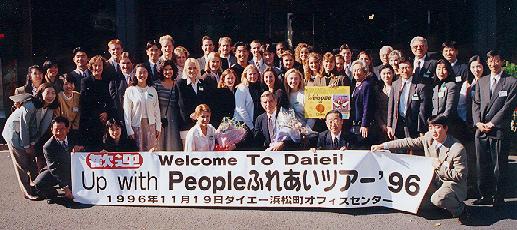 歓迎 Welcome To Daiei!
Up with Peopleふれあいツアー'96
1996年11月19日ダイエー浜松町オフィスセンター